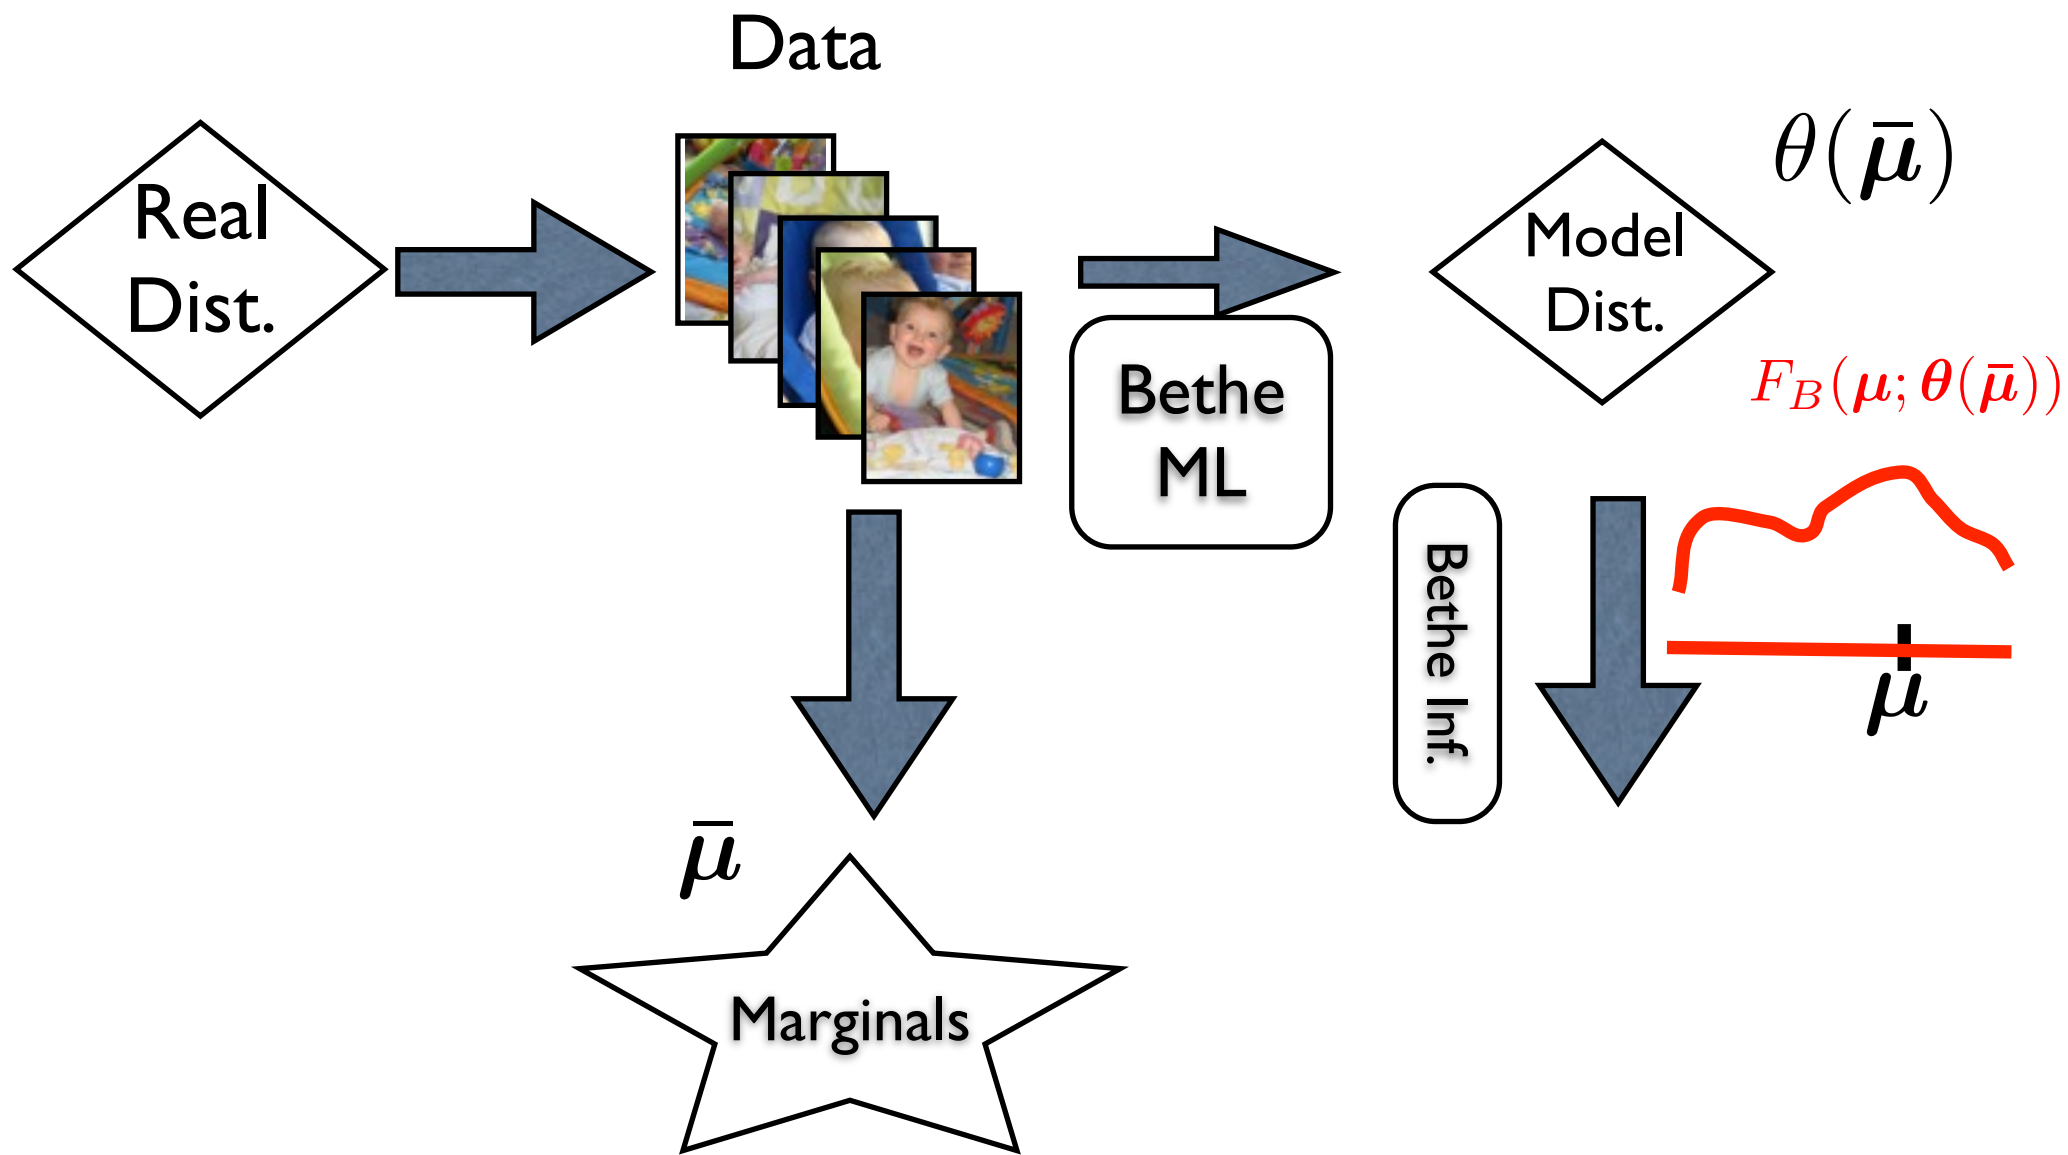 Data
Real
Dist.
θ(μ̄)
Model
Dist.
F_B(μ; θ(μ̄))
Bethe
ML
Bethe Inf.
μ
μ̄
Marginals